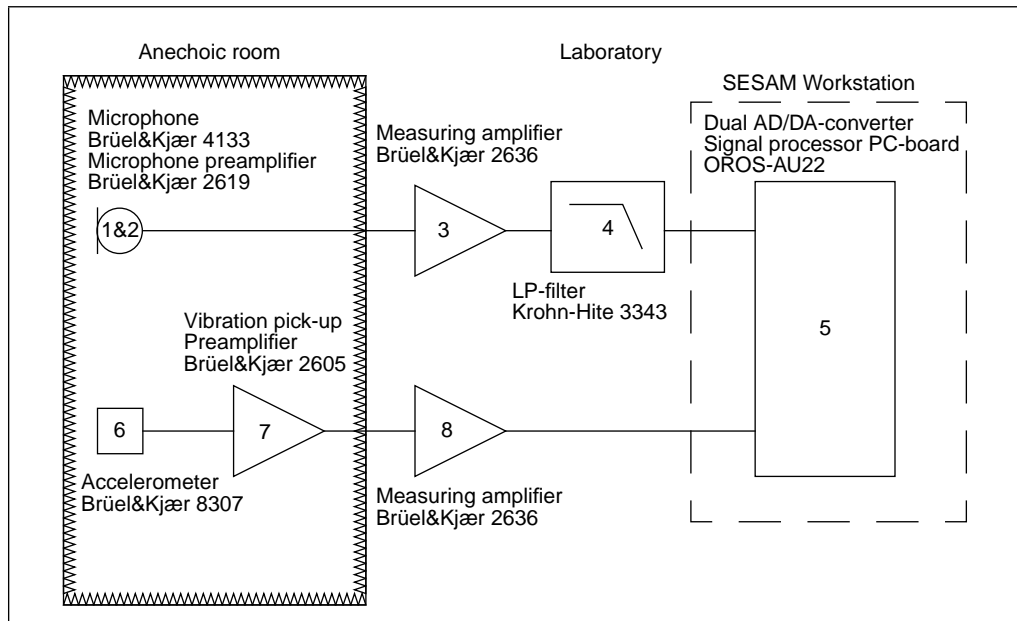 Anechoic room
Laboratory
SESAM Workstation
Microphone
Brüel&Kjær 4133
Microphone preamplifier
Brüel&Kjær 2619
1&2
Measuring amplifier
Brüel&Kjær 2636
3
4
LP-filter
Krohn-Hite 3343
Dual AD/DA-converter
Signal processor PC-board
OROS-AU22
5
Vibration pick-up
Preamplifier
Brüel&Kjær 2605
6
7
8
Accelerometer
Brüel&Kjær 8307
Measuring amplifier
Brüel&Kjær 2636